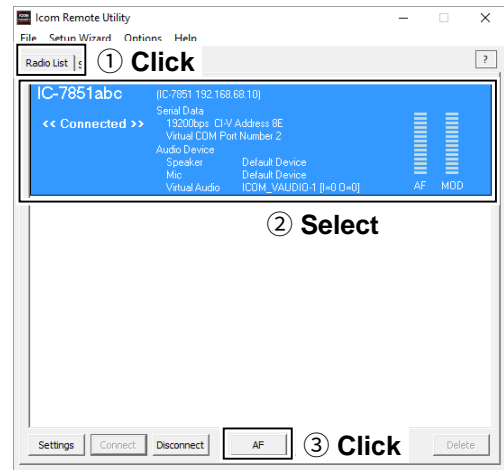 Icom Remote Utility
File Setup Wizard Options Help
Radio List ① Click ?
IC-7851abc (IC-7851 192.168.68.10)
Serial Data
<< Connected >> 19200bps CI-V Address 8E
Virtual COM Port Number 2
Audio Device
Speaker Default Device
Mic Default Device
Virtual Audio ICOM_VAUDIO-1 [I=0 O=0] AF MOD
② Select
Settings Connect Disconnect AF ③ Click Delete